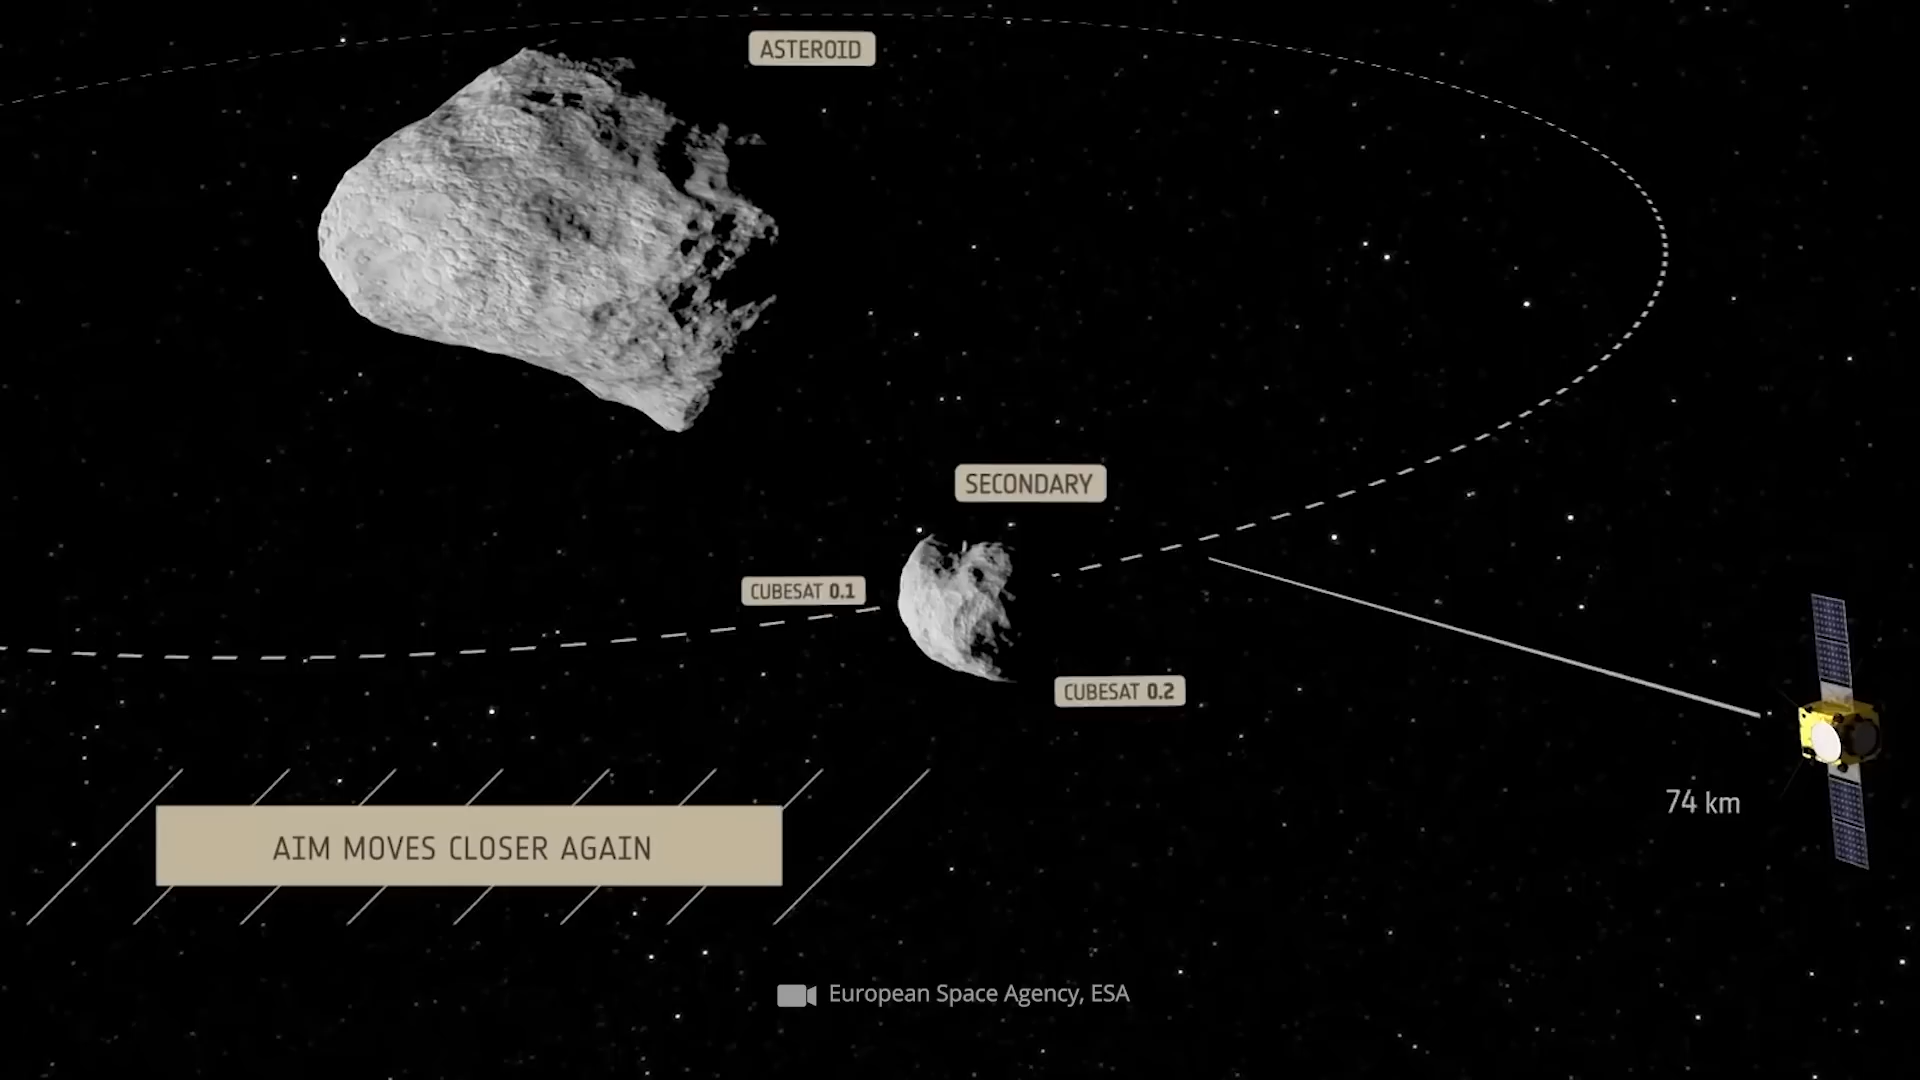 ASTEROID
SECONDARY
CUBESAT 0.1
CUBESAT 0.2
74 km
AIM MOVES CLOSER AGAIN
European Space Agency, ESA